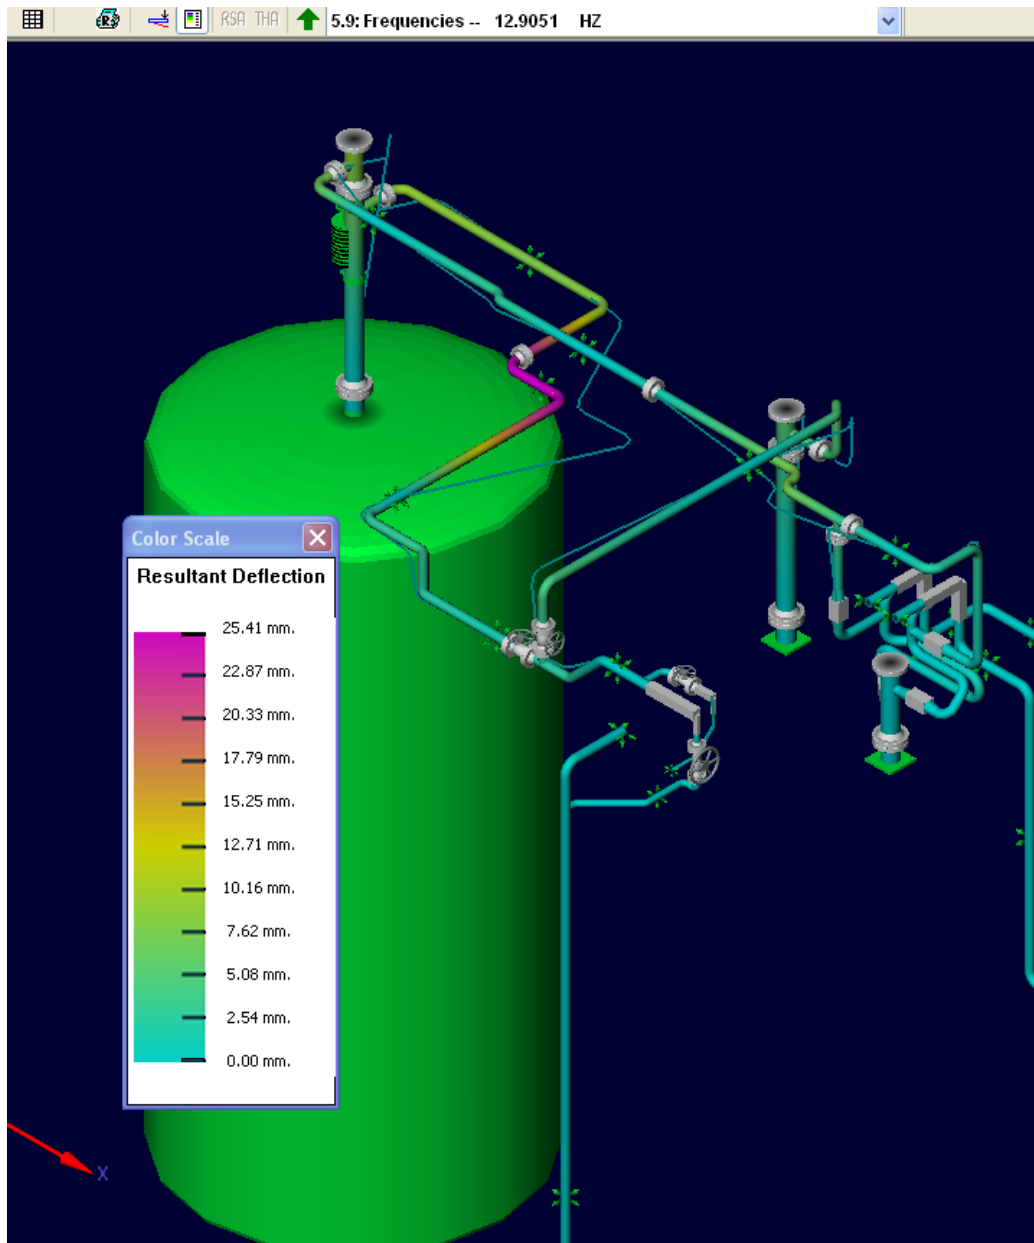 RSA THA
5.9: Frequencies -- 12.9051 HZ
Color Scale
Resultant Deflection
25.41 mm.
22.87 mm.
20.33 mm.
17.79 mm.
15.25 mm.
12.71 mm.
10.16 mm.
7.62 mm.
5.08 mm.
2.54 mm.
0.00 mm.
X